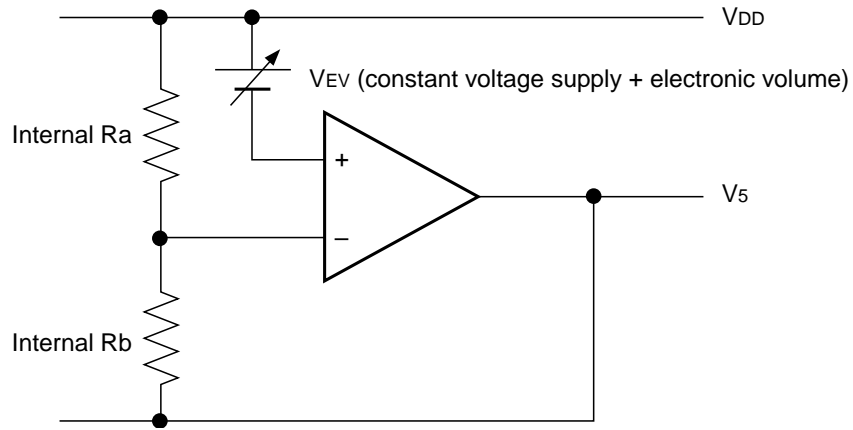 VDD
VEV (constant voltage supply + electronic volume)
Internal Ra
+
V5
–
Internal Rb